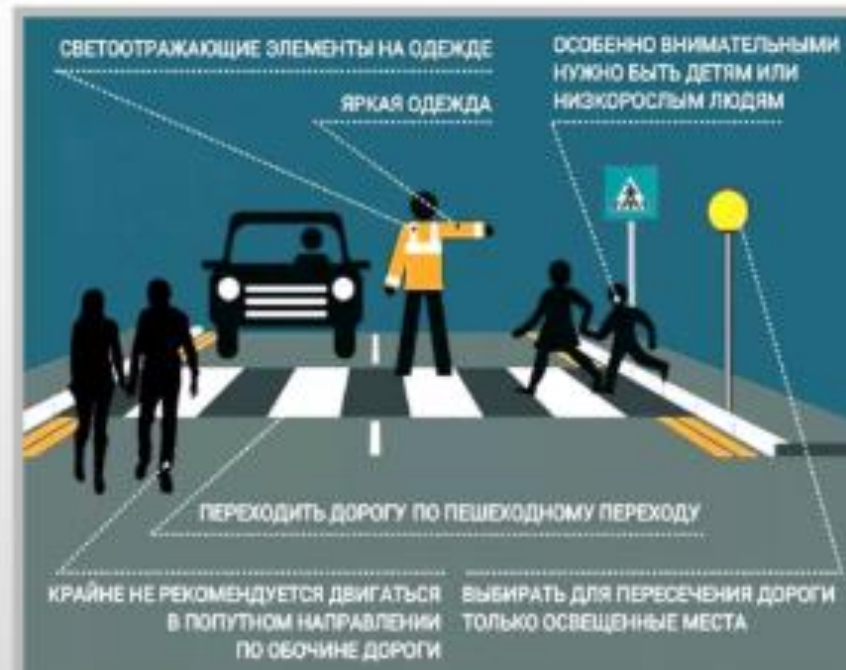 СВЕТООТРАЖАЮЩИЕ ЭЛЕМЕНТЫ НА ОДЕЖДЕ
ЯРКАЯ ОДЕЖДА
ОСОБЕННО ВНИМАТЕЛЬНЫМИ
НУЖНО БЫТЬ ДЕТЯМ ИЛИ
НИЗКОРОСЛЫМ ЛЮДЯМ
ПЕРЕХОДИТЬ ДОРОГУ ПО ПЕШЕХОДНОМУ ПЕРЕХОДУ
КРАЙНЕ НЕ РЕКОМЕНДУЕТСЯ ДВИГАТЬСЯ
В ПОПУТНОМ НАПРАВЛЕНИИ
ПО ОБОЧИНЕ ДОРОГИ
ВЫБИРАТЬ ДЛЯ ПЕРЕСЕЧЕНИЯ ДОРОГИ
ТОЛЬКО ОСВЕЩЕННЫЕ МЕСТА